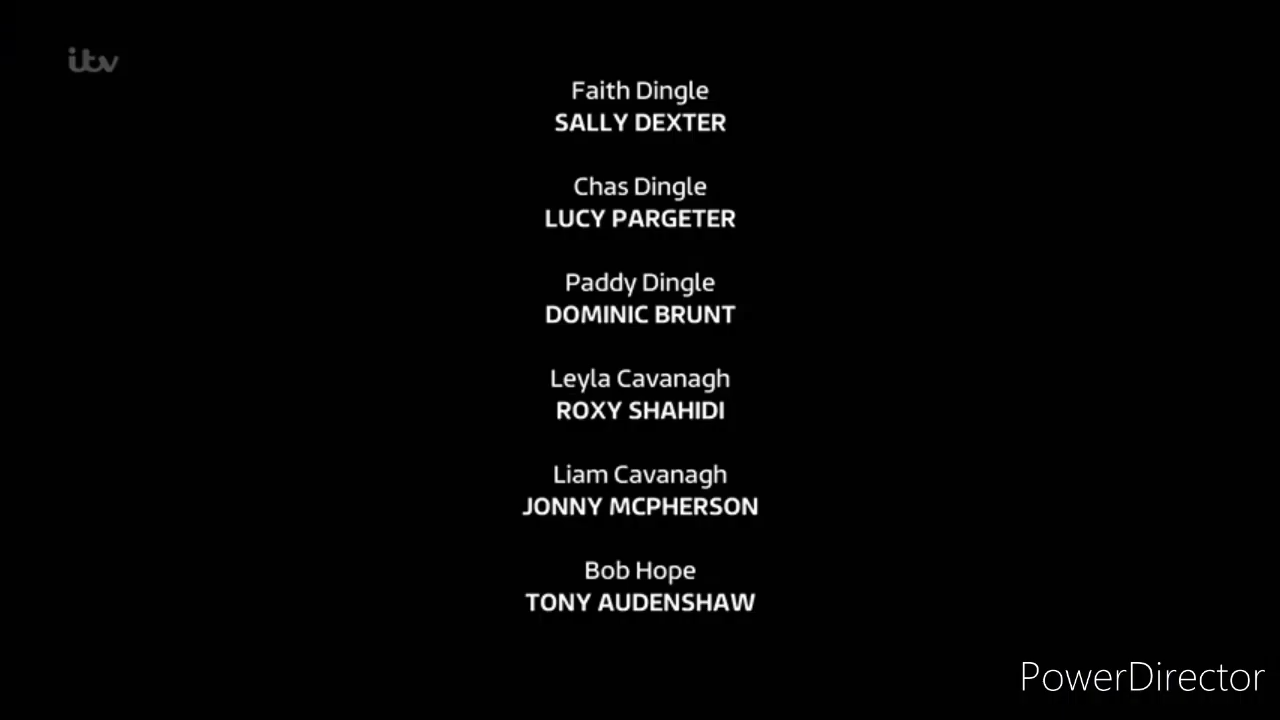 itv
Faith Dingle
SALLY DEXTER
Chas Dingle
LUCY PARGETER
Paddy Dingle
DOMINIC BRUNT
Leyla Cavanagh
ROXY SHAHIDI
Liam Cavanagh
JONNY MCPHERSON
Bob Hope
TONY AUDENSHAW
PowerDirector